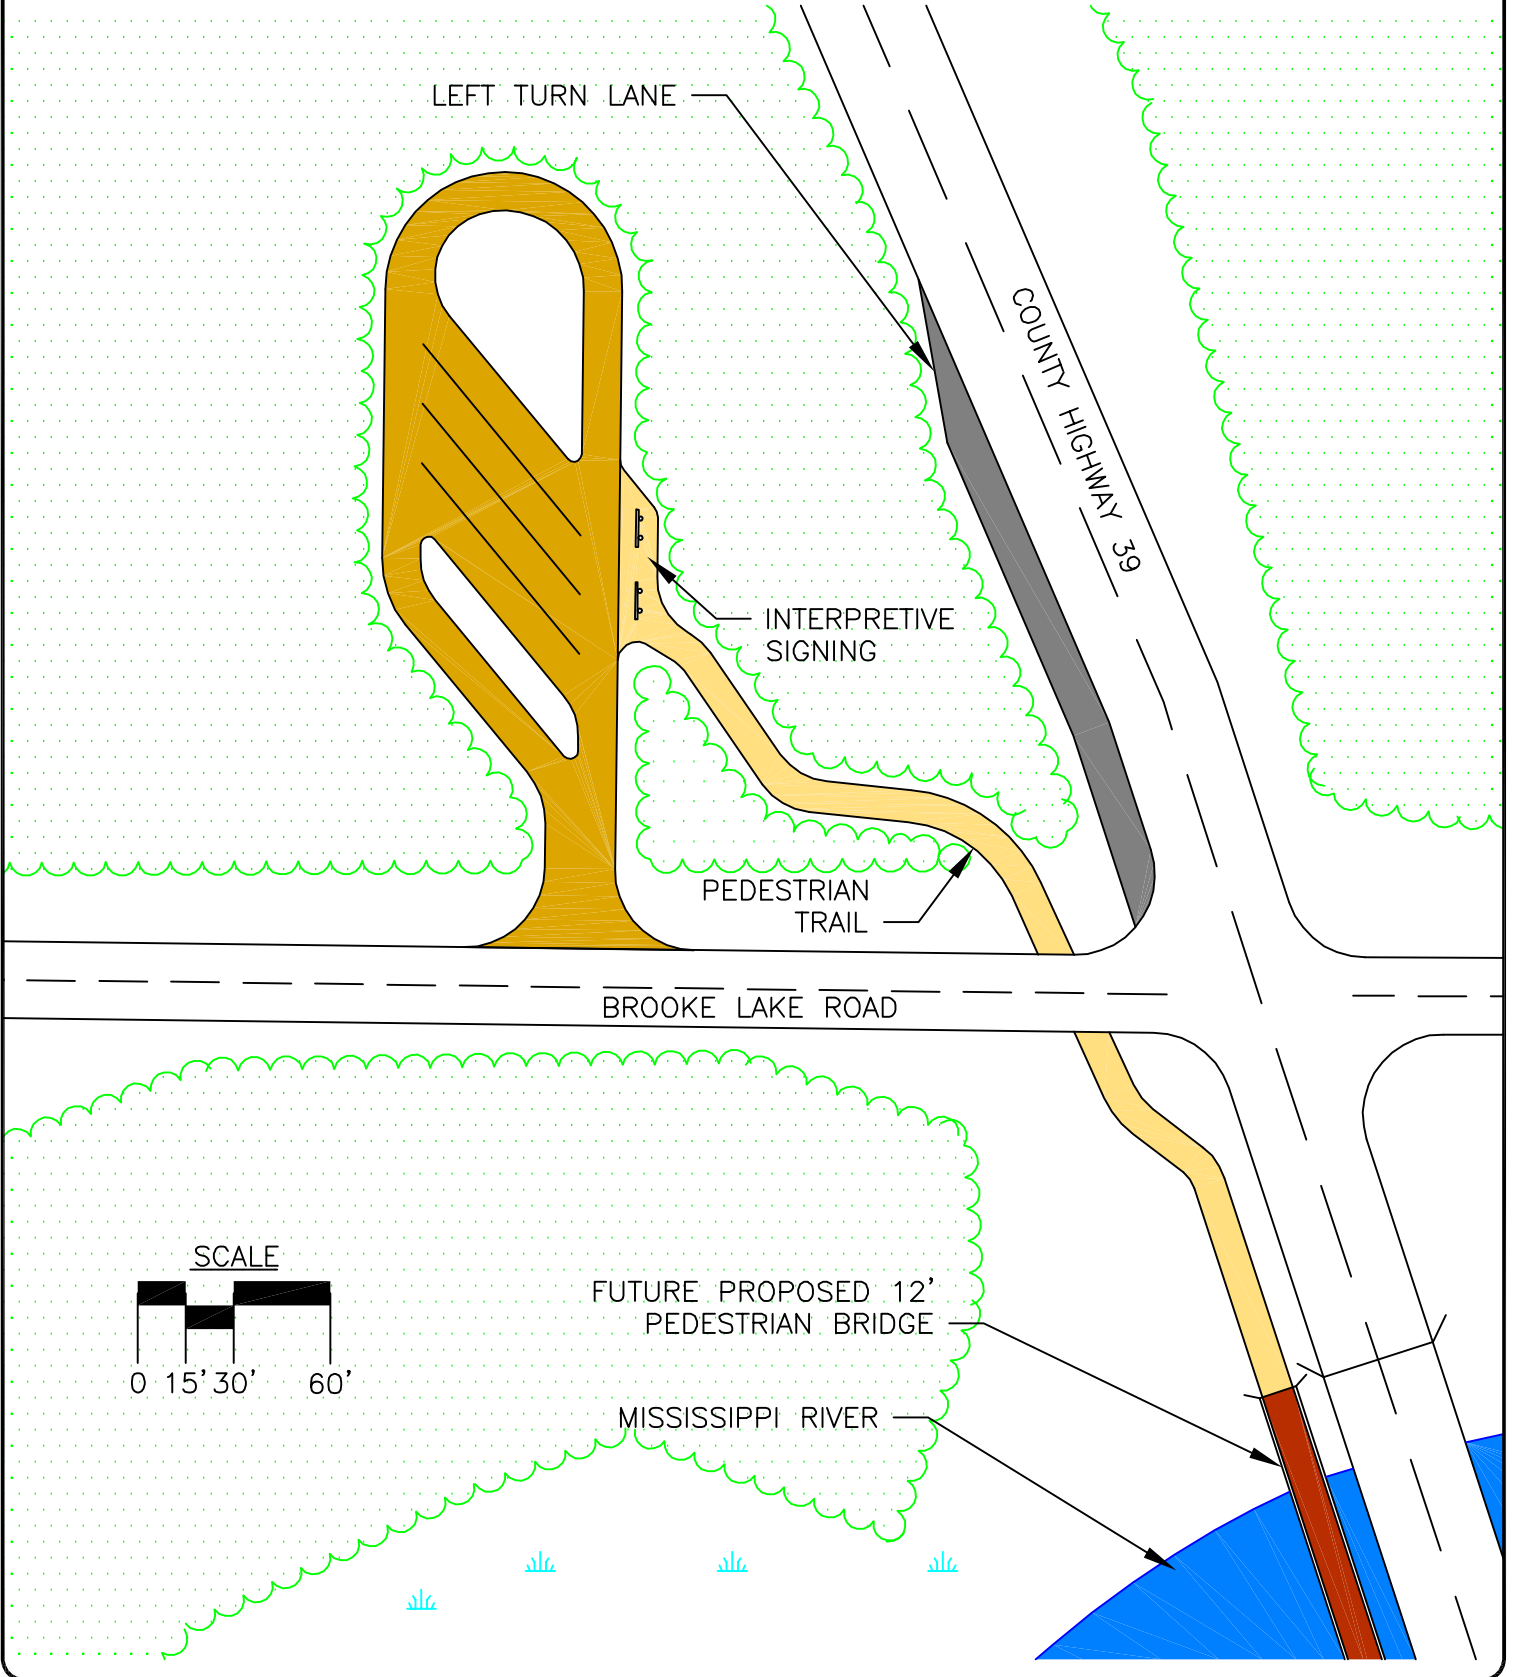 LEFT TURN LANE
COUNTY HIGHWAY 39
INTERPRETIVE
SIGNING
PEDESTRIAN
TRAIL
BROOKE LAKE ROAD
SCALE
0 15' 30' 60'
FUTURE PROPOSED 12'
PEDESTRIAN BRIDGE
MISSISSIPPI RIVER